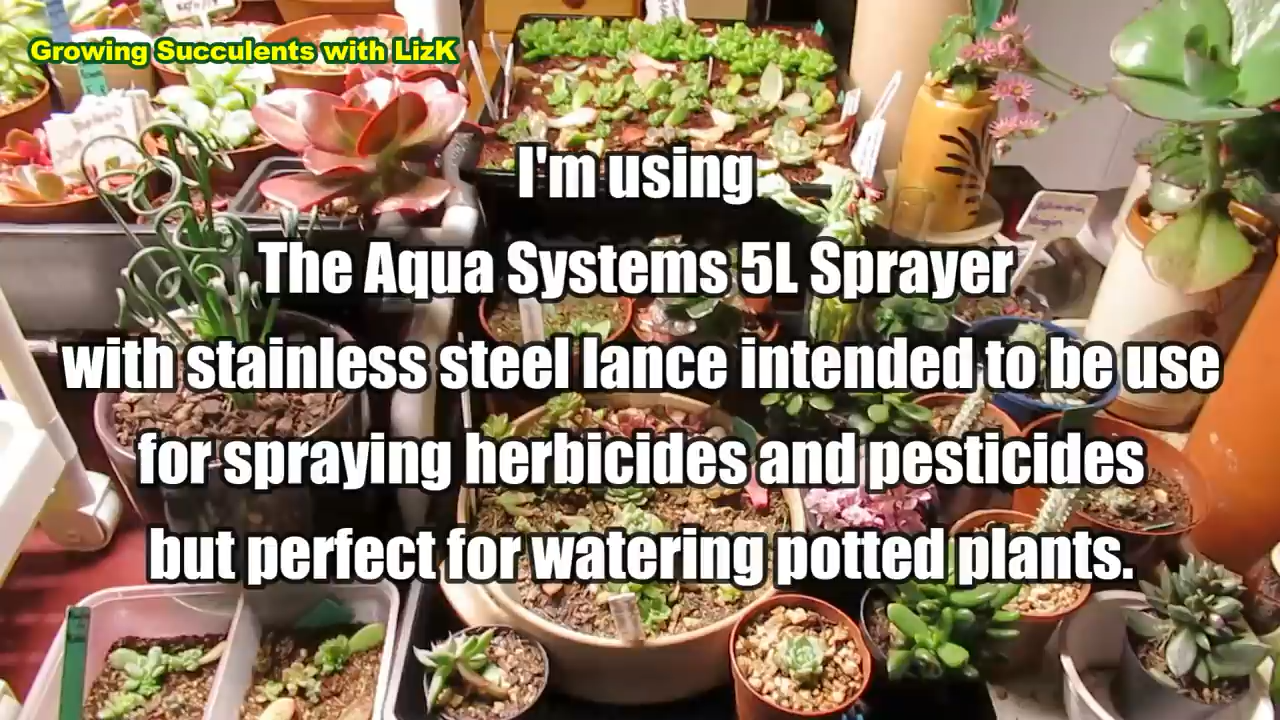 Growing Succulents with LizK
I'm using
The Aqua Systems 5L Sprayer
with stainless steel lance intended to be use
for spraying herbicides and pesticides
but perfect for watering potted plants.